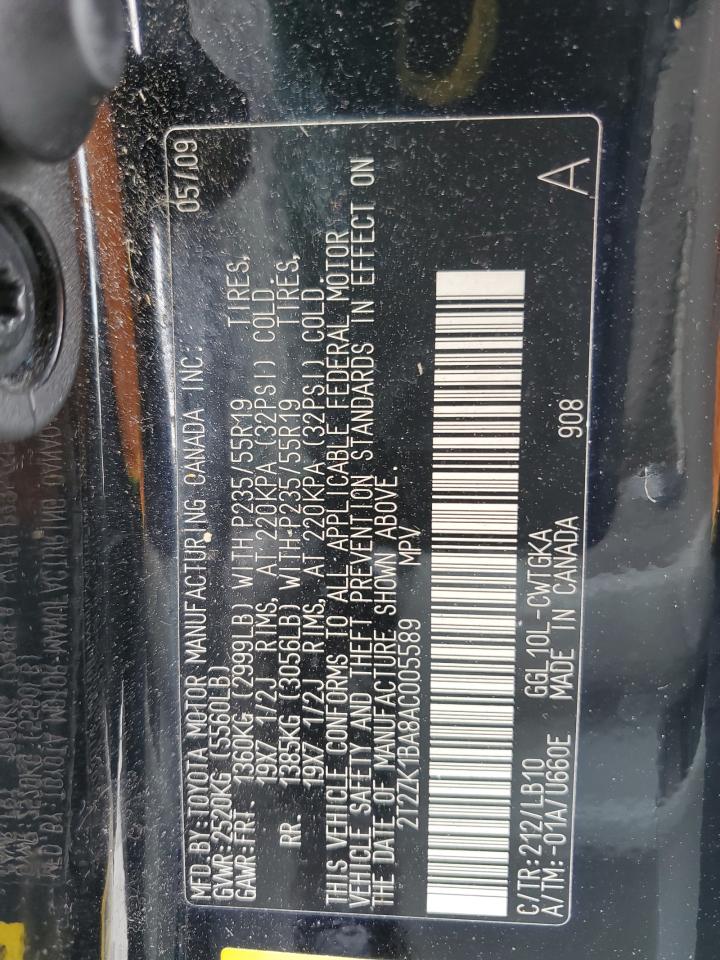 MFD BY: TOYOTA MOTOR MANUFACTURING CANADA INC. 05/09
GVWR 2520KG (5560LB)
GAWR:FRT. 1360KG (2999LB) WITH P235/55R19 TIRES,
19X7 1/2J RIMS, AT 220KPA (32PSI) COLD
RR. 1385KG (3056LB) WITH P235/55R19 TIRES,
19X7 1/2J RIMS, AT 220KPA (32PSI) COLD
THIS VEHICLE CONFORMS TO ALL APPLICABLE FEDERAL MOTOR
VEHICLE SAFETY AND THEFT PREVENTION STANDARDS IN EFFECT ON
THE DATE OF MANUFACTURE SHOWN ABOVE.
2T2ZK1BA8AC005589 MPV
C/TR:212/LB10 GGL10L-CWTGKA
A/TM:-01A/U660E MADE IN CANADA 908 A